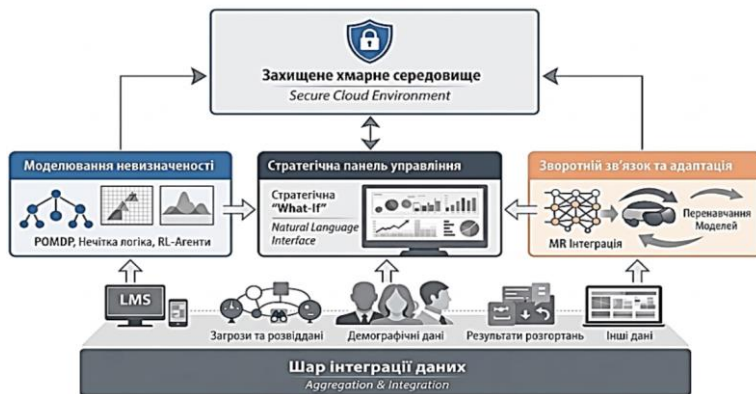 Захищене хмарне середовище
Secure Cloud Environment
Моделювання невизначеності
POMDP, Нечітка логіка, RL-Агенти
Стратегічна панель управління
Стратегічна
"What-If"
Natural Language
Interface
Зворотній зв'язок та адаптація
MR Інтеграція
Перенавчання
Моделей
LMS
Загрози та розвіддані
Демографічні дані
Результати розгортань
Інші дані
Шар інтеграції даних
Aggregation & Integration